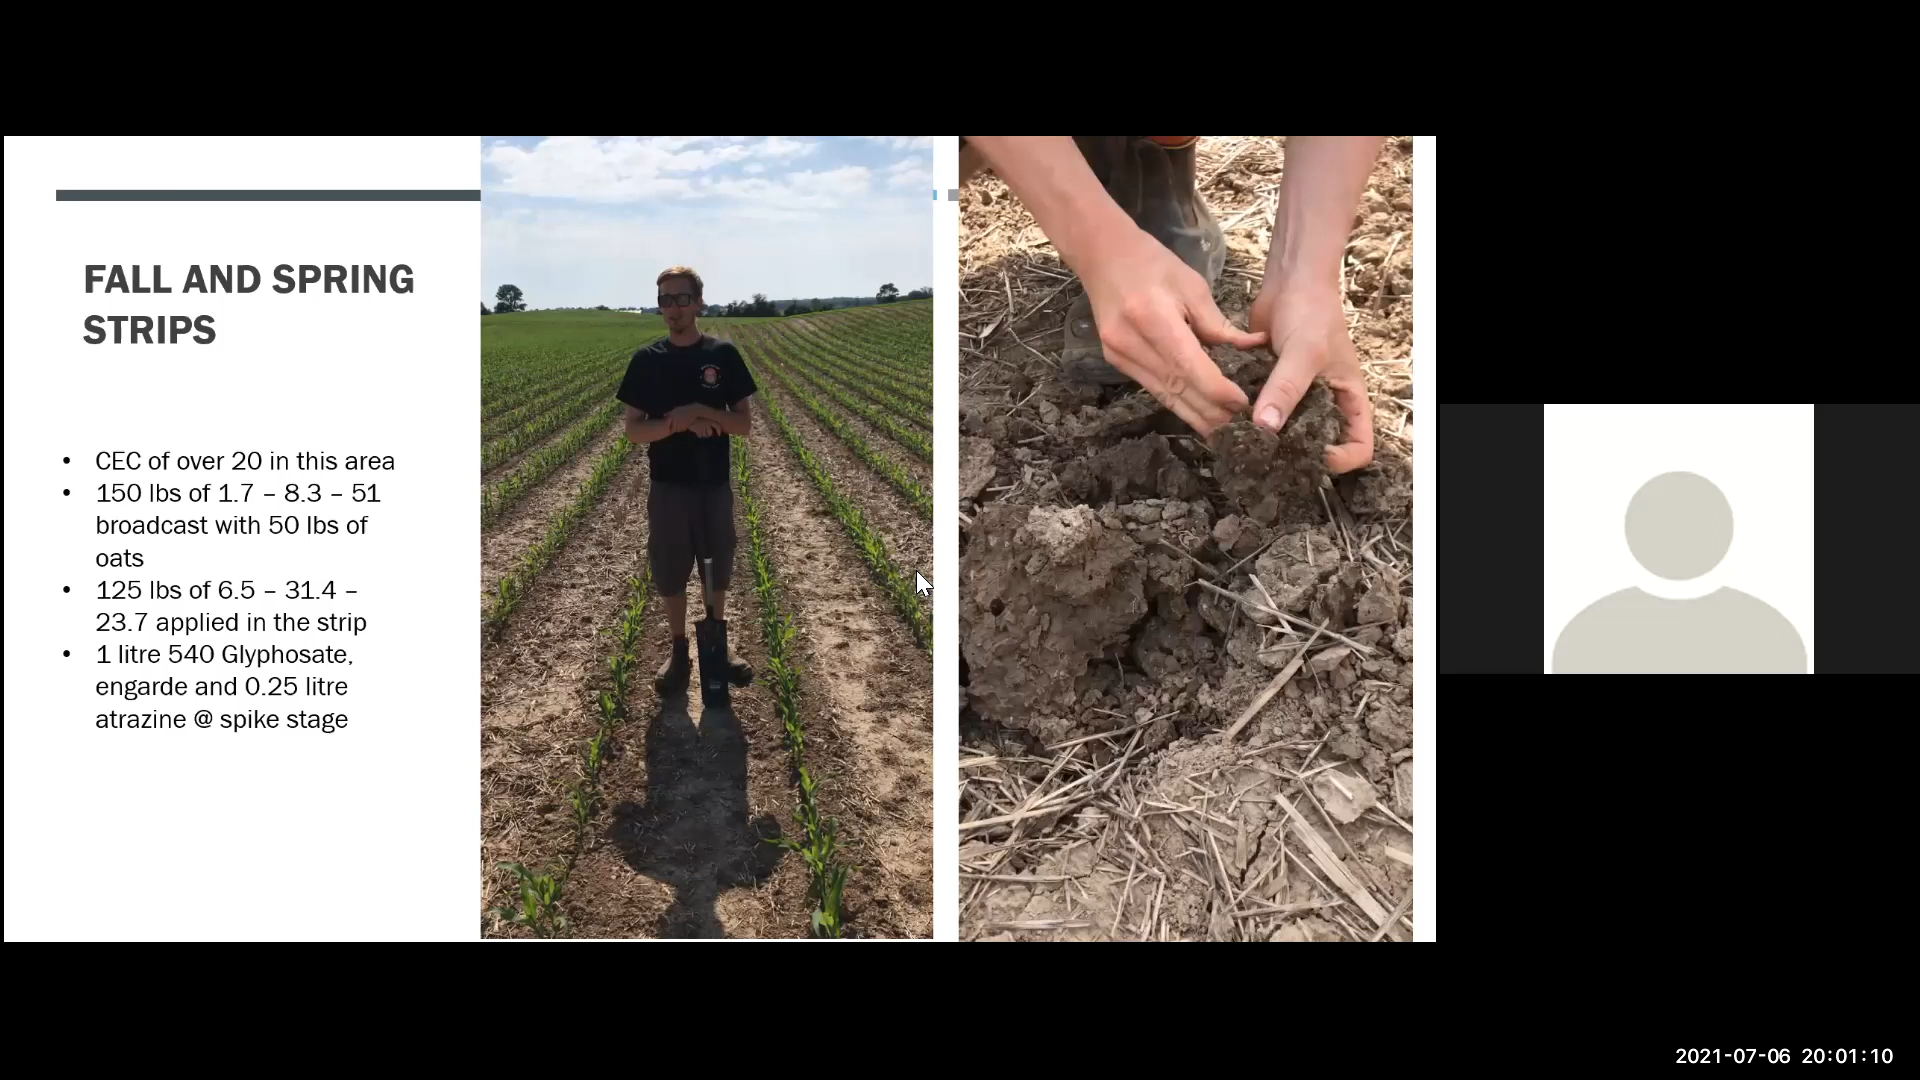 FALL AND SPRING
STRIPS
• CEC of over 20 in this area
• 150 lbs of 1.7 – 8.3 – 51
broadcast with 50 lbs of
oats
• 125 lbs of 6.5 – 31.4 –
23.7 applied in the strip
• 1 litre 540 Glyphosate,
engarde and 0.25 litre
atrazine @ spike stage
2021-07-06 20:01:10